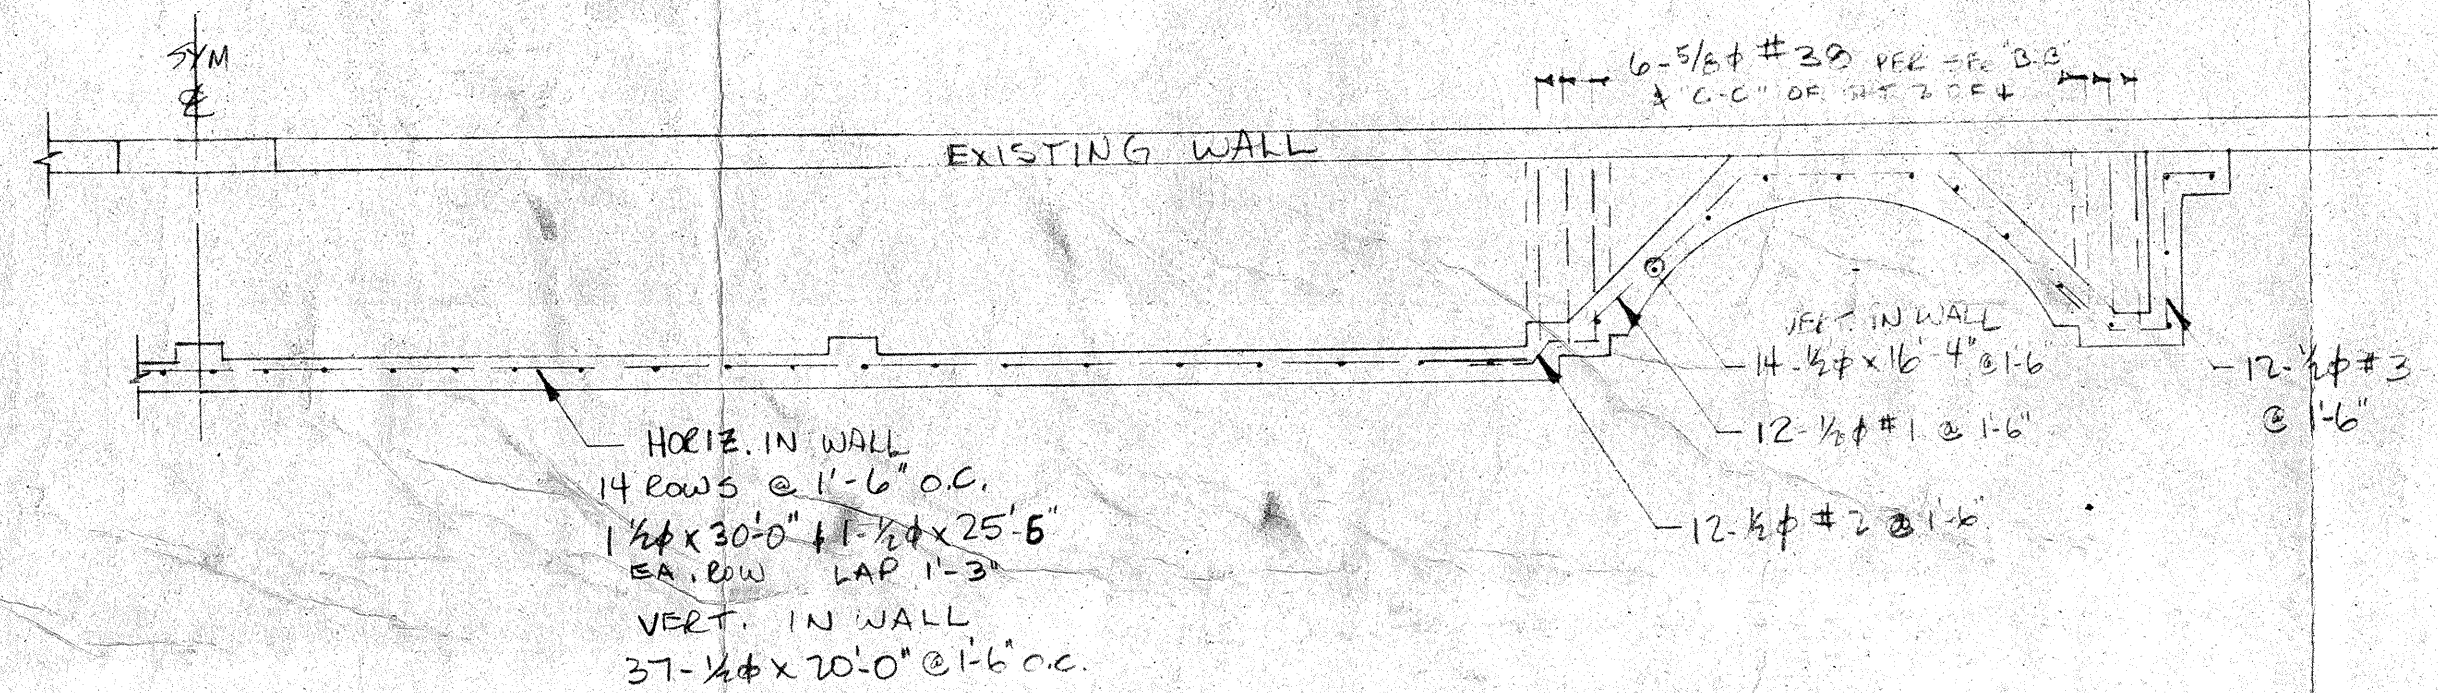 SYM
℄
6-5/8ϕ #38 PER "B-B"
& "C-C" OF
EXISTING WALL
VERT. IN WALL
14-½ϕ x 16'-4" @ 1'-6"
12-½ϕ #1 @ 1'-6"
12-½ϕ #2 @ 1'-6"
12-½ϕ #3
@ 1'-6"
HORIZ. IN WALL
14 ROWS @ 1'-6" O.C.
1 ½ϕ x 30'-0" & 1-½ϕ x 25'-6"
EA. ROW LAP 1'-3"
VERT. IN WALL
37-½ϕ x 20'-0" @ 1'-6" O.C.